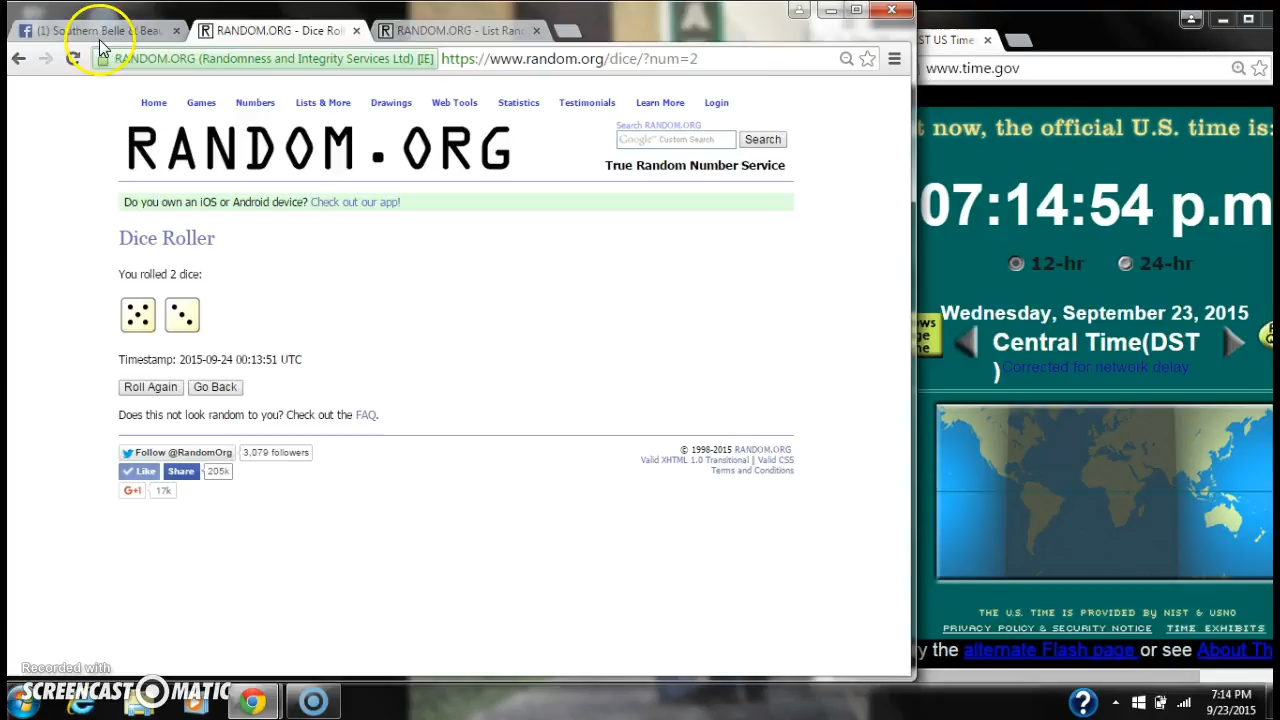 (1) Southern Belle & Beau
RANDOM.ORG - Dice Rol
RANDOM.ORG - List Ran
RANDOM.ORG (Randomness and Integrity Services Ltd) [IE]
https://www.random.org/dice/?num=2
Home Games Numbers Lists & More Drawings Web Tools Statistics Testimonials Learn More Login
RANDOM.ORG
Search RANDOM.ORG
Google™ Custom Search
Search
True Random Number Service
Do you own an iOS or Android device? Check out our app!
Dice Roller
You rolled 2 dice:
Timestamp: 2015-09-24 00:13:51 UTC
Roll Again Go Back
Does this not look random to you? Check out the FAQ.
Follow @RandomOrg 3,079 followers
Like Share 205k
G+1 17k
© 1998-2015 RANDOM.ORG
Valid XHTML 1.0 Transitional | Valid CSS
Terms and Conditions
ST US Time
www.time.gov
t now, the official U.S. time is:
07:14:54 p.m
12-hr 24-hr
Wednesday, September 23, 2015
Central Time(DST
)
Corrected for network delay
THE U.S. TIME IS PROVIDED BY NIST & USNO
PRIVACY POLICY & SECURITY NOTICE TIME EXHIBITS
y the alternate Flash page or see About Th
Recorded with
SCREENCAST-O-MATIC
7:14 PM
9/23/2015